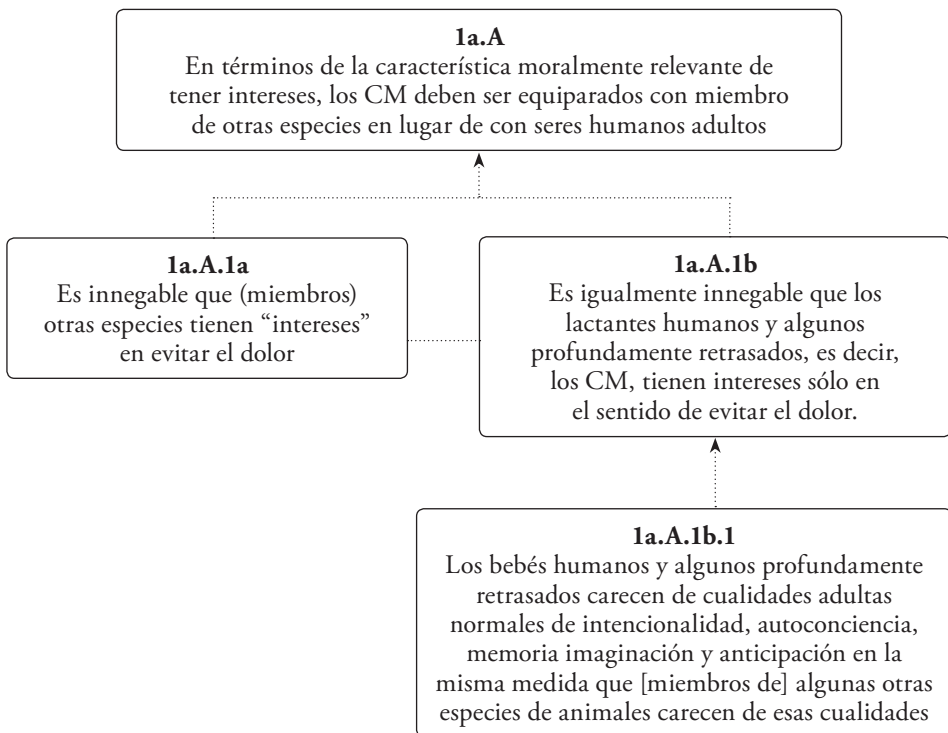 1a.A
En términos de la característica moralmente relevante de
tener intereses, los CM deben ser equiparados con miembro
de otras especies en lugar de con seres humanos adultos
1a.A.1a
Es innegable que (miembros)
otras especies tienen “intereses”
en evitar el dolor
1a.A.1b
Es igualmente innegable que los
lactantes humanos y algunos
profundamente retrasados, es decir,
los CM, tienen intereses sólo en
el sentido de evitar el dolor.
1a.A.1b.1
Los bebés humanos y algunos profundamente
retrasados carecen de cualidades adultas
normales de intencionalidad, autoconciencia,
memoria imaginación y anticipación en la
misma medida que [miembros de] algunas otras
especies de animales carecen de esas cualidades